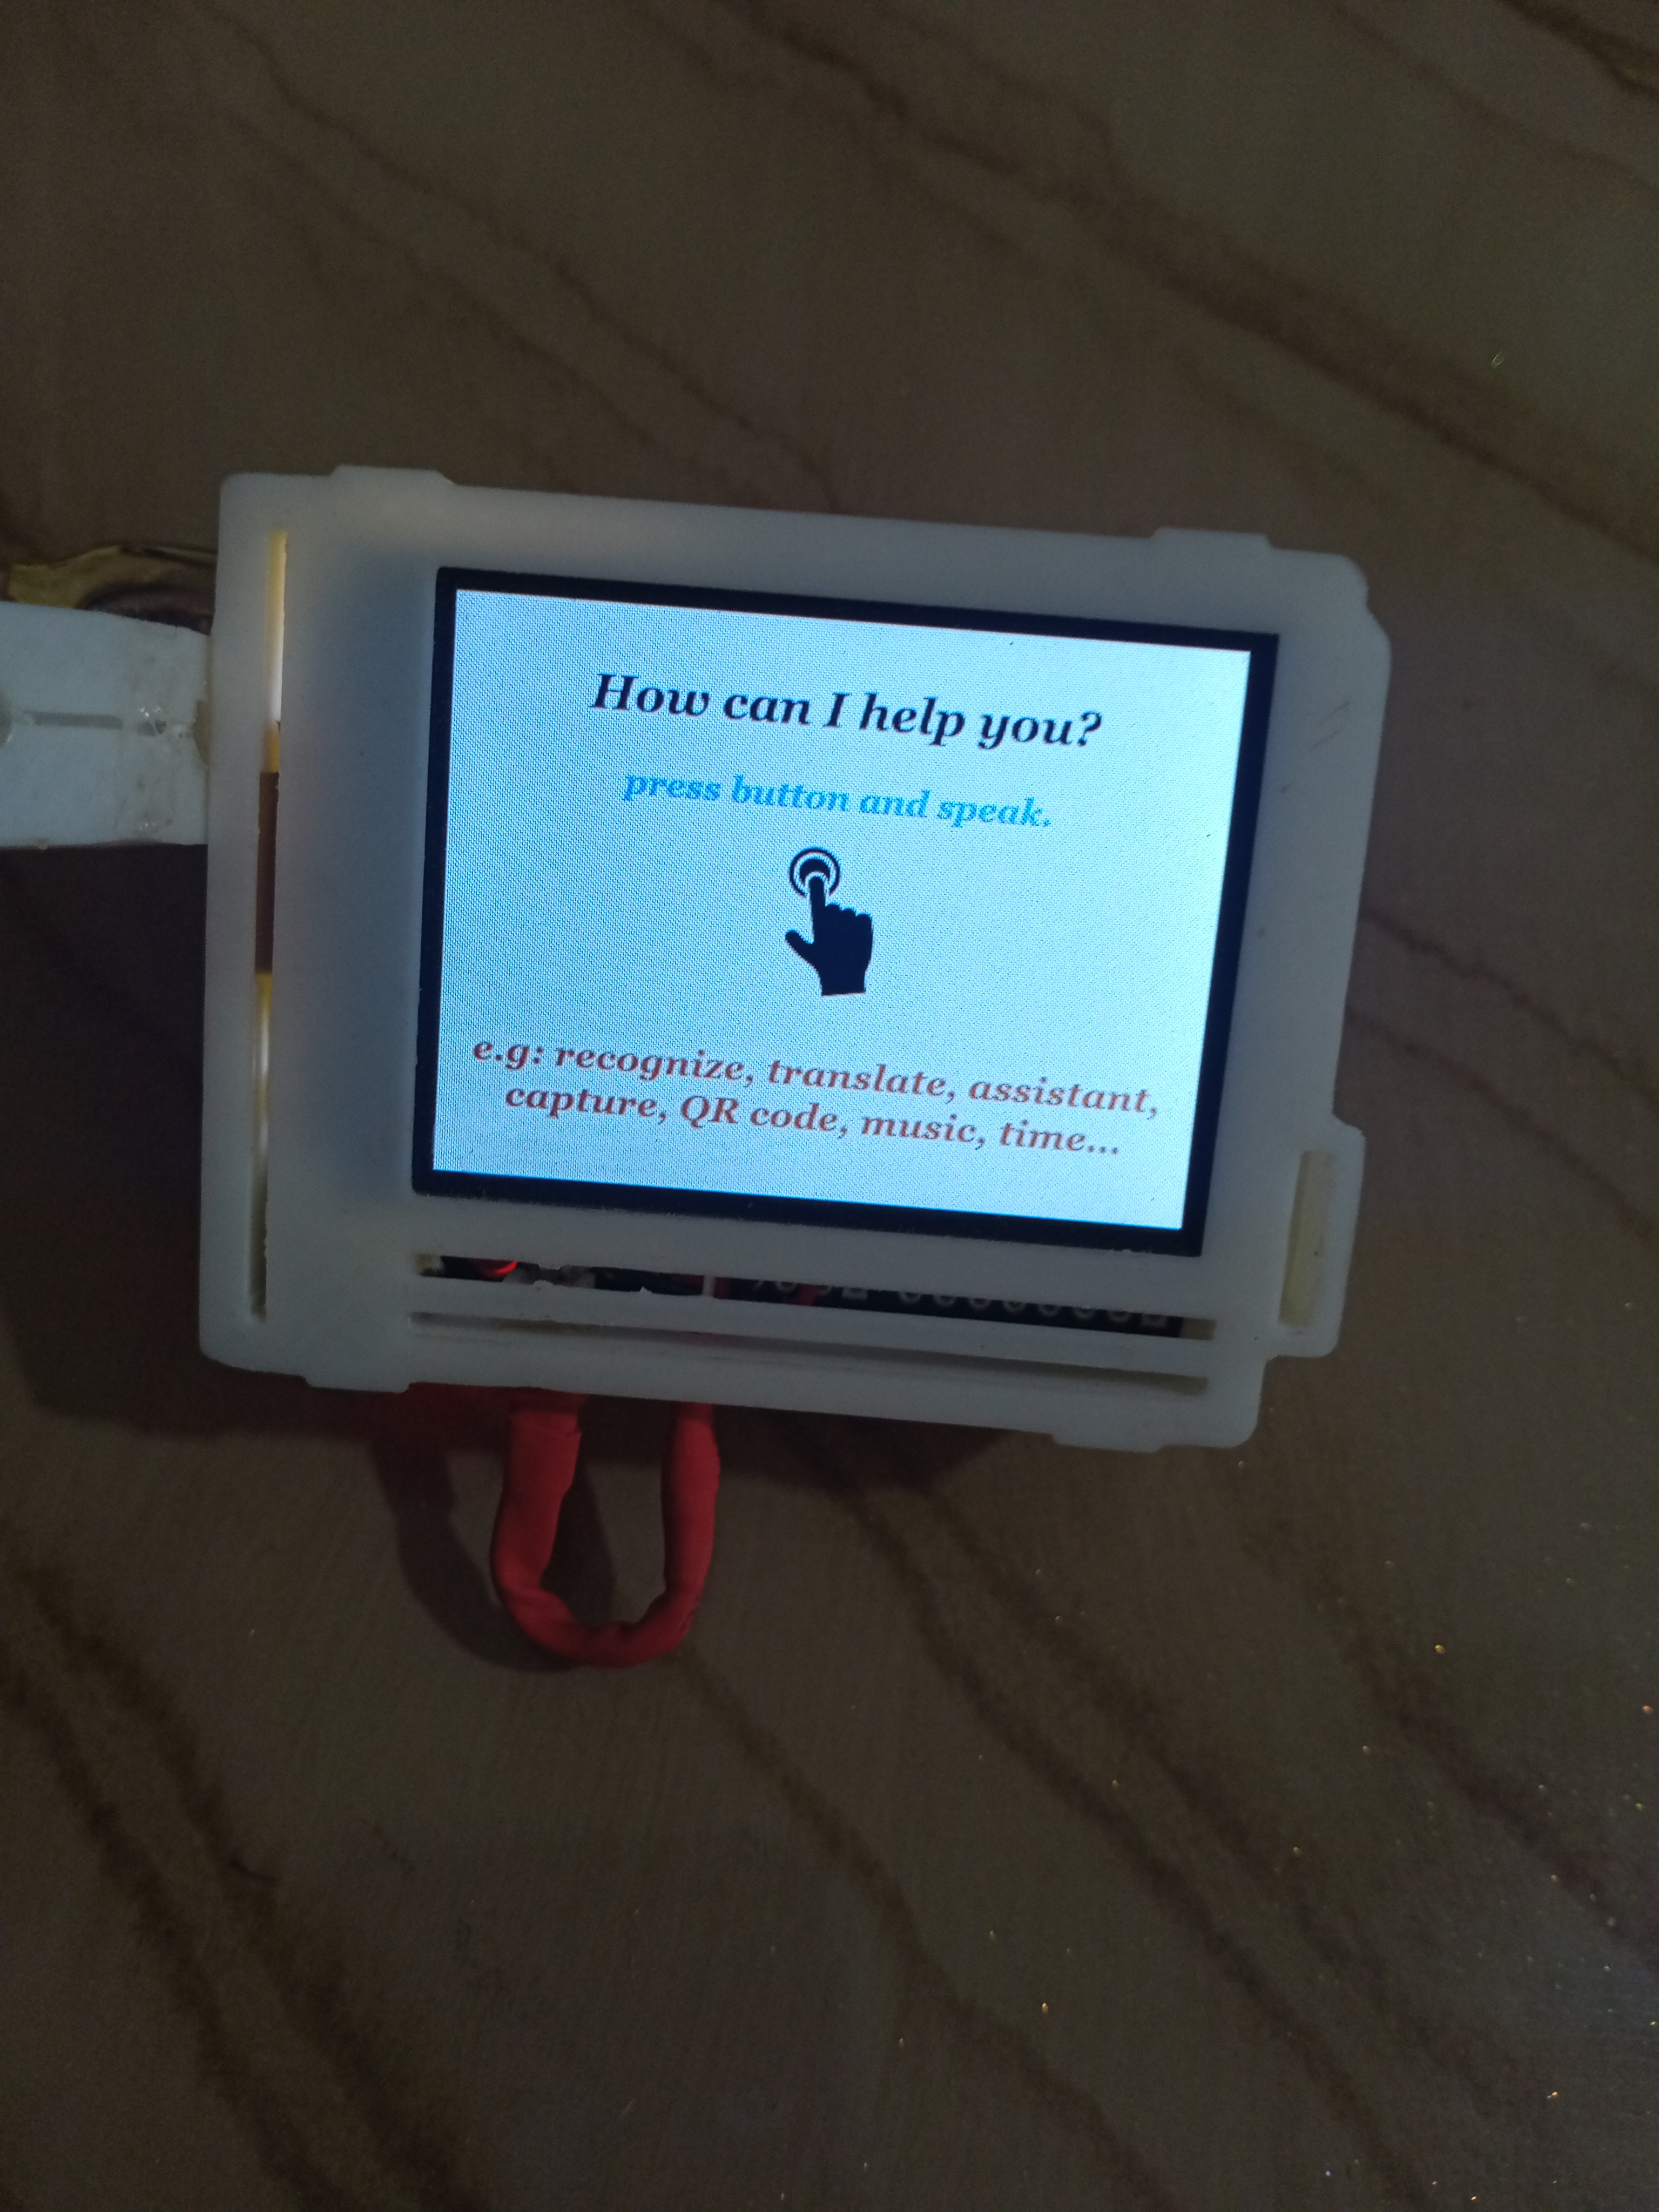 How can I help you?
press button and speak.
e.g: recognize, translate, assistant,
capture, QR code, music, time...